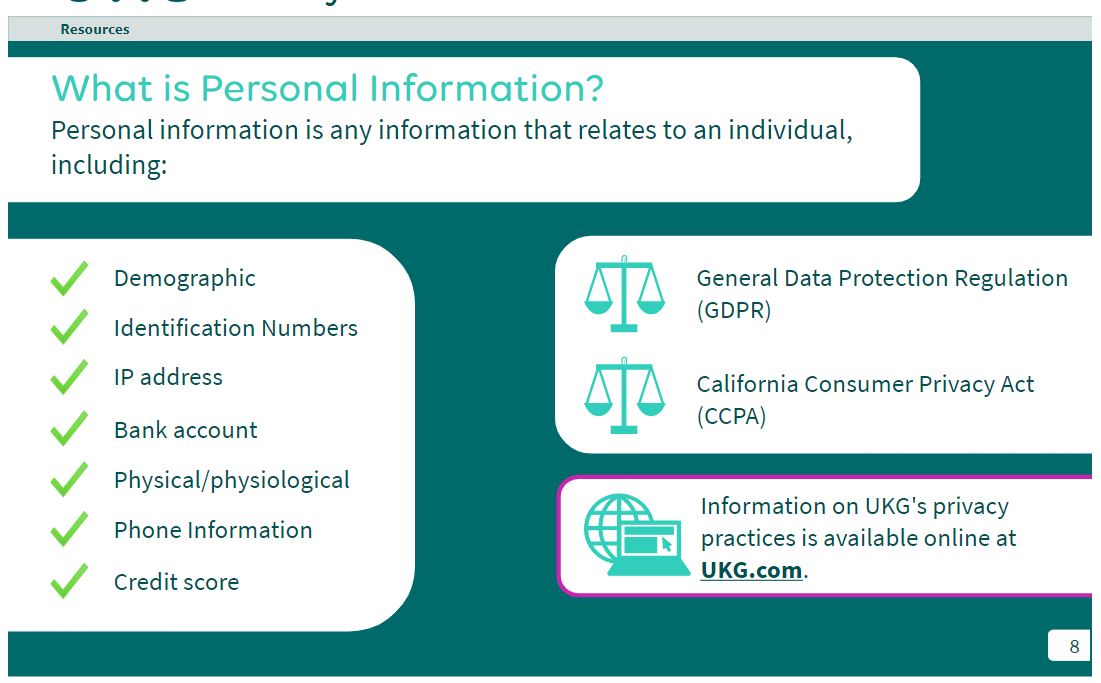 Resources
What is Personal Information?
Personal information is any information that relates to an individual,
including:
Demographic
Identification Numbers
IP address
Bank account
Physical/physiological
Phone Information
Credit score
General Data Protection Regulation
(GDPR)
California Consumer Privacy Act
(CCPA)
Information on UKG's privacy
practices is available online at
UKG.com.
8